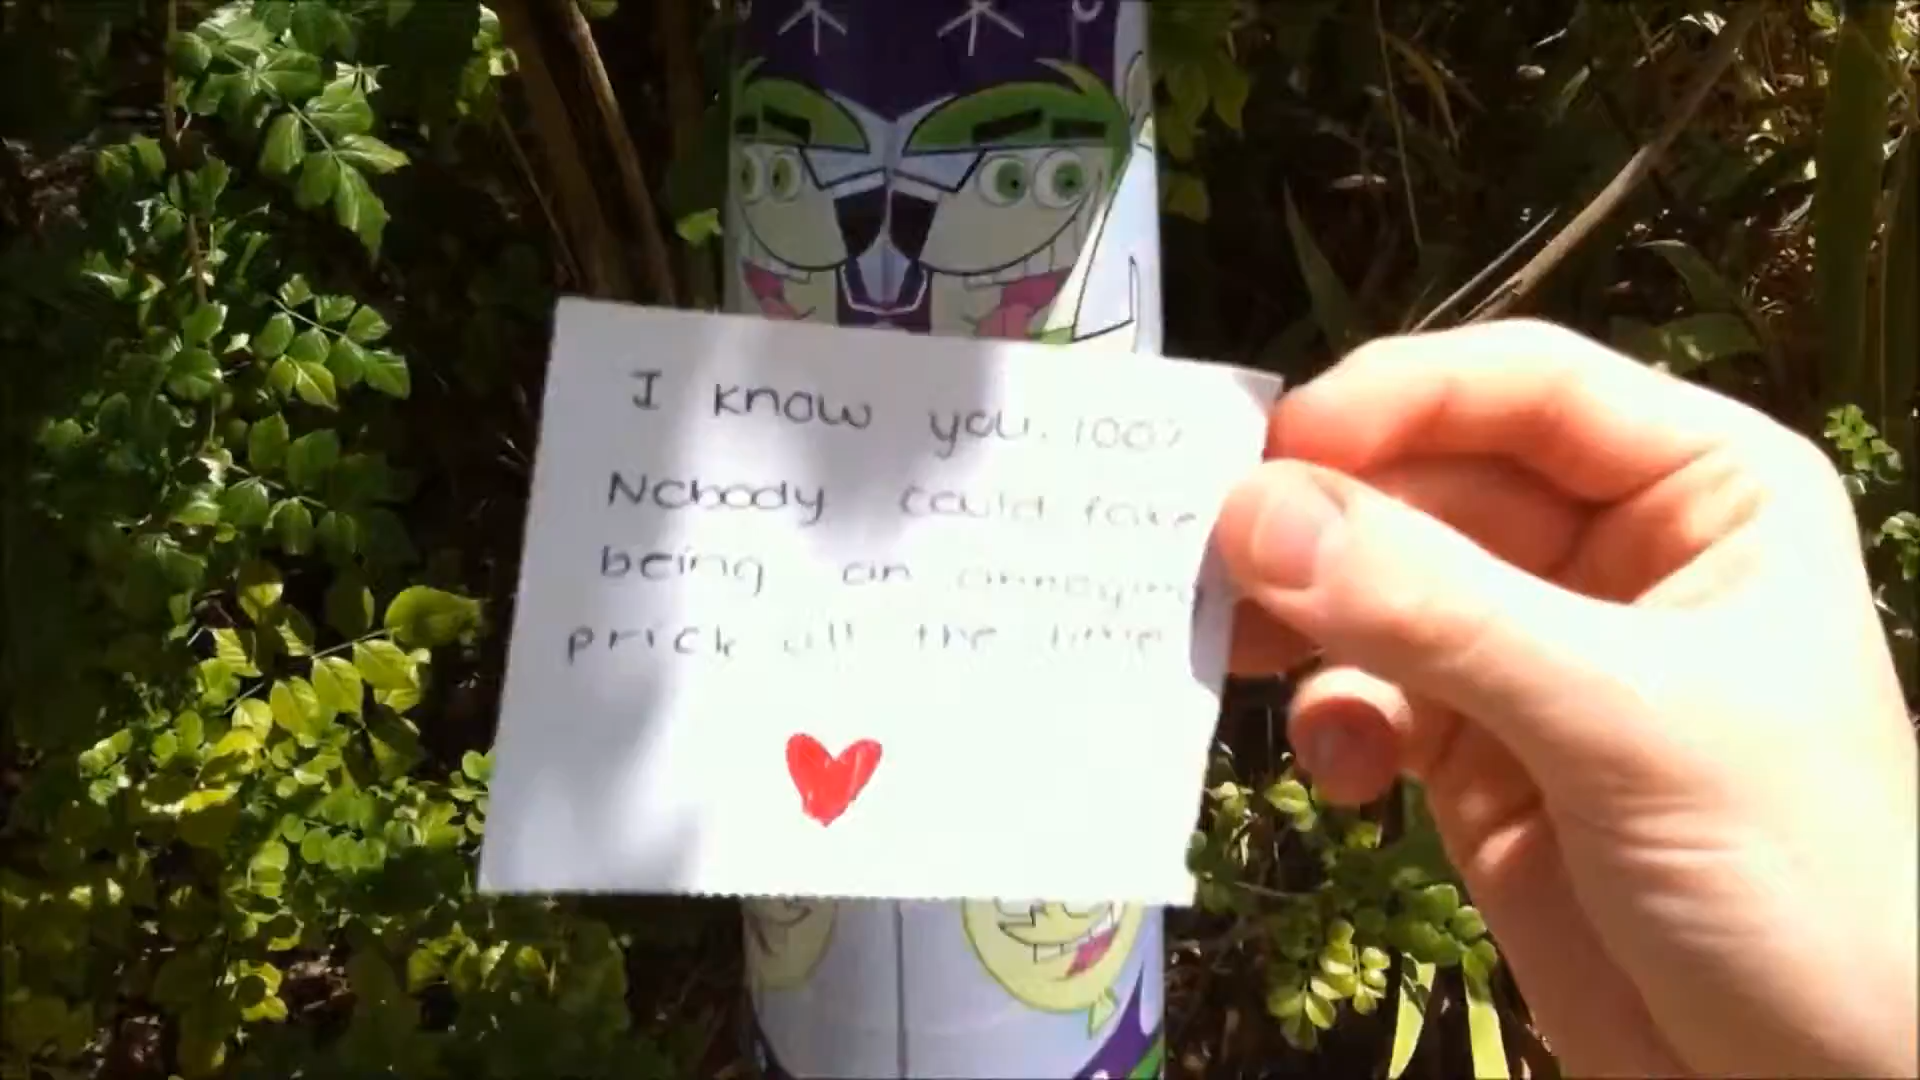 I know you. 100%
Nobody could fake
being an annoying
prick all the time